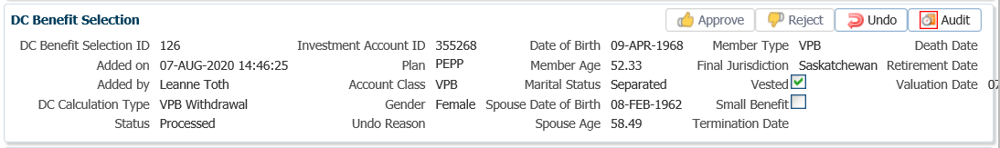 DC Benefit Selection Approve Reject Undo Audit
DC Benefit Selection ID 126 Investment Account ID 355268 Date of Birth 09-APR-1968 Member Type VPB Death Date
Added on 07-AUG-2020 14:46:25 Plan PEPP Member Age 52.33 Final Jurisdiction Saskatchewan Retirement Date
Added by Leanne Toth Account Class VPB Marital Status Separated Vested Valuation Date 07
DC Calculation Type VPB Withdrawal Gender Female Spouse Date of Birth 08-FEB-1962 Small Benefit
Status Processed Undo Reason Spouse Age 58.49 Termination Date